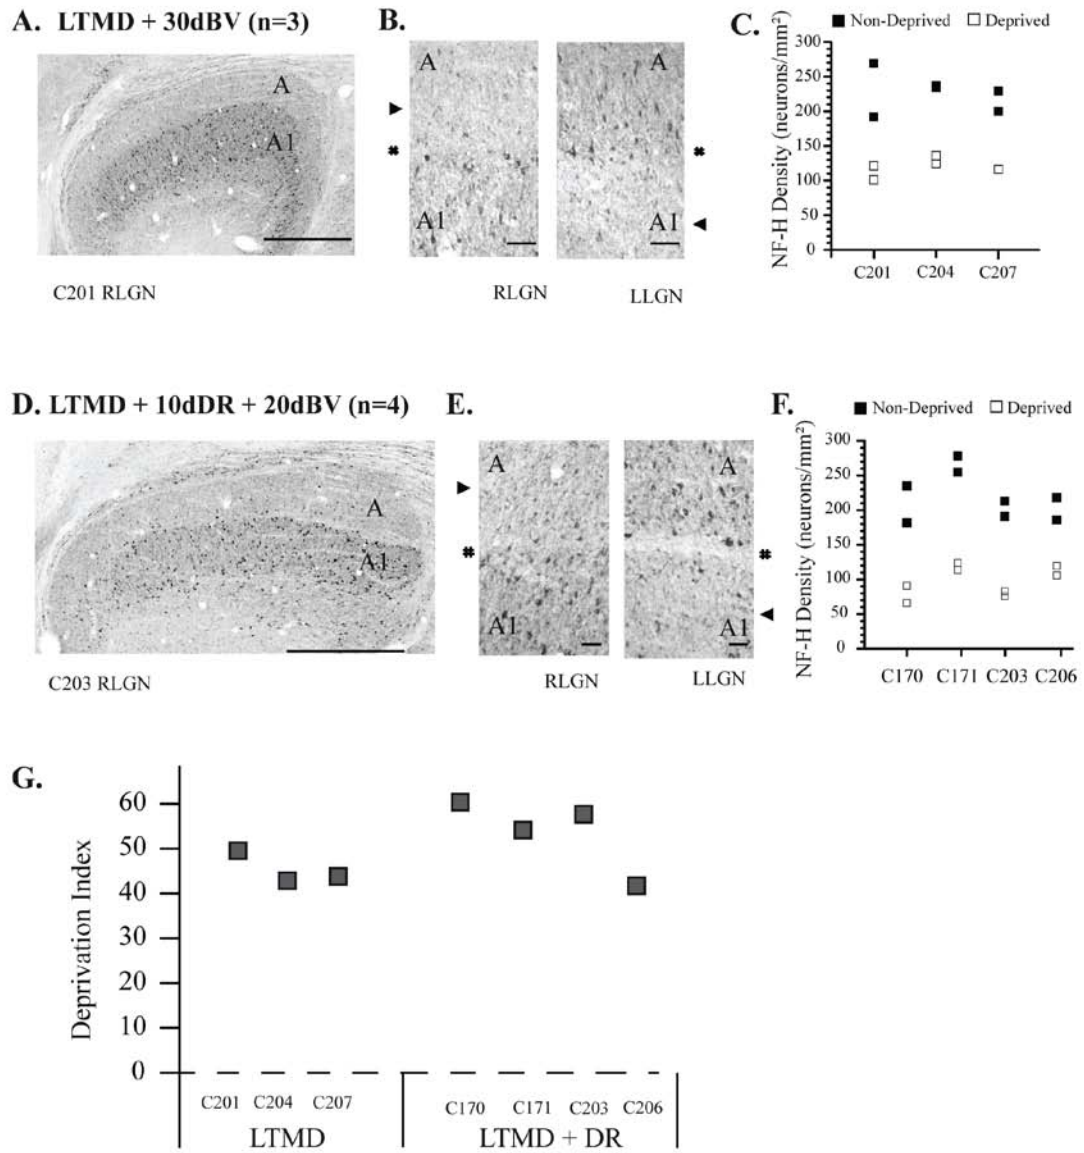 A. LTMD + 30dBV (n=3)
A
A1
C201 RLGN
B.
A
A1
RLGN
A
A1
LLGN
C.
Non-Deprived Deprived
NF-H Density (neurons/mm²)
300
250
200
150
100
50
0
C201 C204 C207
D. LTMD + 10dDR + 20dBV (n=4)
A
A1
C203 RLGN
E.
A
A1
RLGN
A
A1
LLGN
F.
Non-Deprived Deprived
NF-H Density (neurons/mm²)
300
250
200
150
100
50
0
C170 C171 C203 C206
G.
Deprivation Index
60
50
40
30
20
10
0
C201 C204 C207
C170 C171 C203 C206
LTMD
LTMD + DR